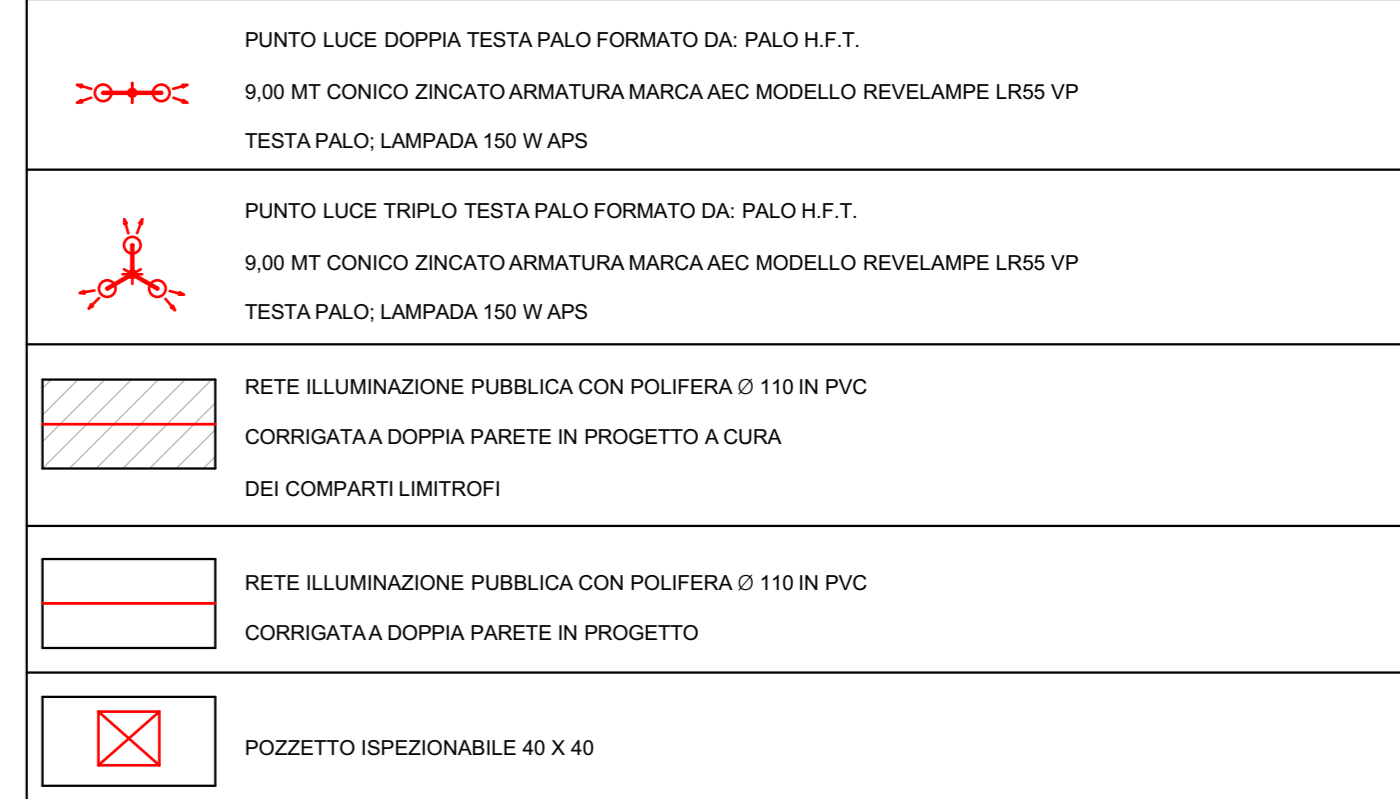 PUNTO LUCE DOPPIA TESTA PALO FORMATO DA: PALO H.F.T.
9,00 MT CONICO ZINCATO ARMATURA MARCA AEC MODELLO REVELAMPE LR55 VP
TESTA PALO; LAMPADA 150 W APS
PUNTO LUCE TRIPLO TESTA PALO FORMATO DA: PALO H.F.T.
9,00 MT CONICO ZINCATO ARMATURA MARCA AEC MODELLO REVELAMPE LR55 VP
TESTA PALO; LAMPADA 150 W APS
RETE ILLUMINAZIONE PUBBLICA CON POLIFERA Ø 110 IN PVC
CORRIGATA A DOPPIA PARETE IN PROGETTO A CURA
DEI COMPARTI LIMITROFI
RETE ILLUMINAZIONE PUBBLICA CON POLIFERA Ø 110 IN PVC
CORRIGATA A DOPPIA PARETE IN PROGETTO
POZZETTO ISPEZIONABILE 40 X 40